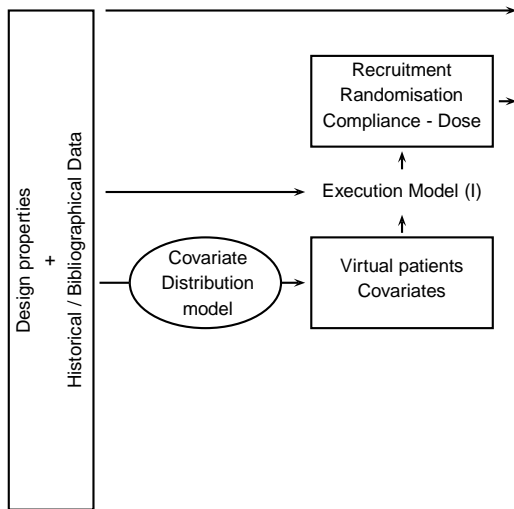 Design properties
+
Historical / Bibliographical Data
Recruitment
Randomisation
Compliance - Dose
Execution Model (I)
Covariate
Distribution
model
Virtual patients
Covariates